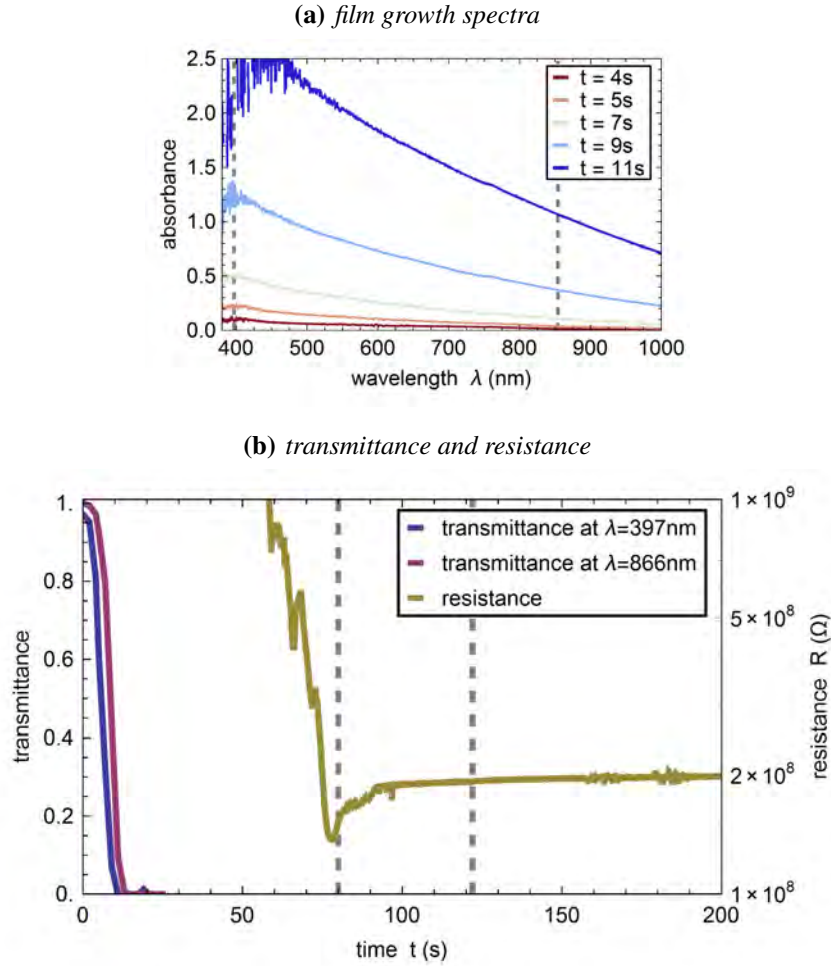 (a) film growth spectra
2.5
2.0
1.5
1.0
0.5
0.0
absorbance
t = 4s
t = 5s
t = 7s
t = 9s
t = 11s
400 500 600 700 800 900 1000
wavelength λ (nm)
(b) transmittance and resistance
1.
0.8
0.6
0.4
0.2
0.
transmittance
transmittance at λ=397nm
transmittance at λ=866nm
resistance
1×10⁹
5×10⁸
2×10⁸
1×10⁸
resistance R (Ω)
0 50 100 150 200
time t (s)